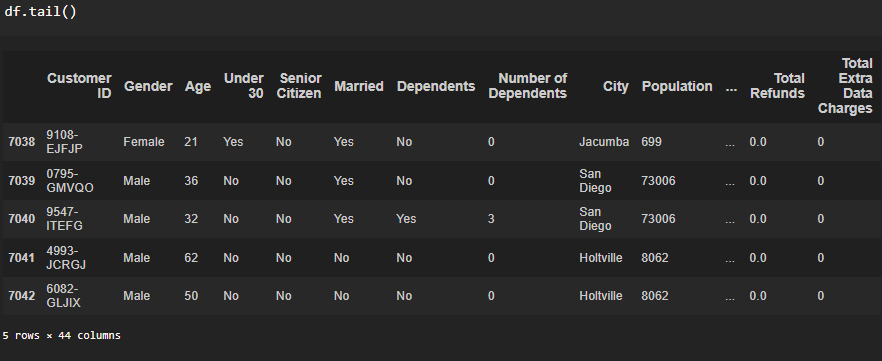 df.tail()
Customer ID Gender Age Under 30 Senior Citizen Married Dependents Number of Dependents City Population ... Total Refunds Total Extra Data Charges
7038 9108-EJFJP Female 21 Yes No Yes No 0 Jacumba 699 ... 0.0 0
7039 0795-GMVQO Male 36 No No Yes No 0 San Diego 73006 ... 0.0 0
7040 9547-ITEFG Male 32 No No Yes Yes 3 San Diego 73006 ... 0.0 0
7041 4993-JCRGJ Male 62 No No No No 0 Holtville 8062 ... 0.0 0
7042 6082-GLJIX Male 50 No No No No 0 Holtville 8062 ... 0.0 0
5 rows × 44 columns